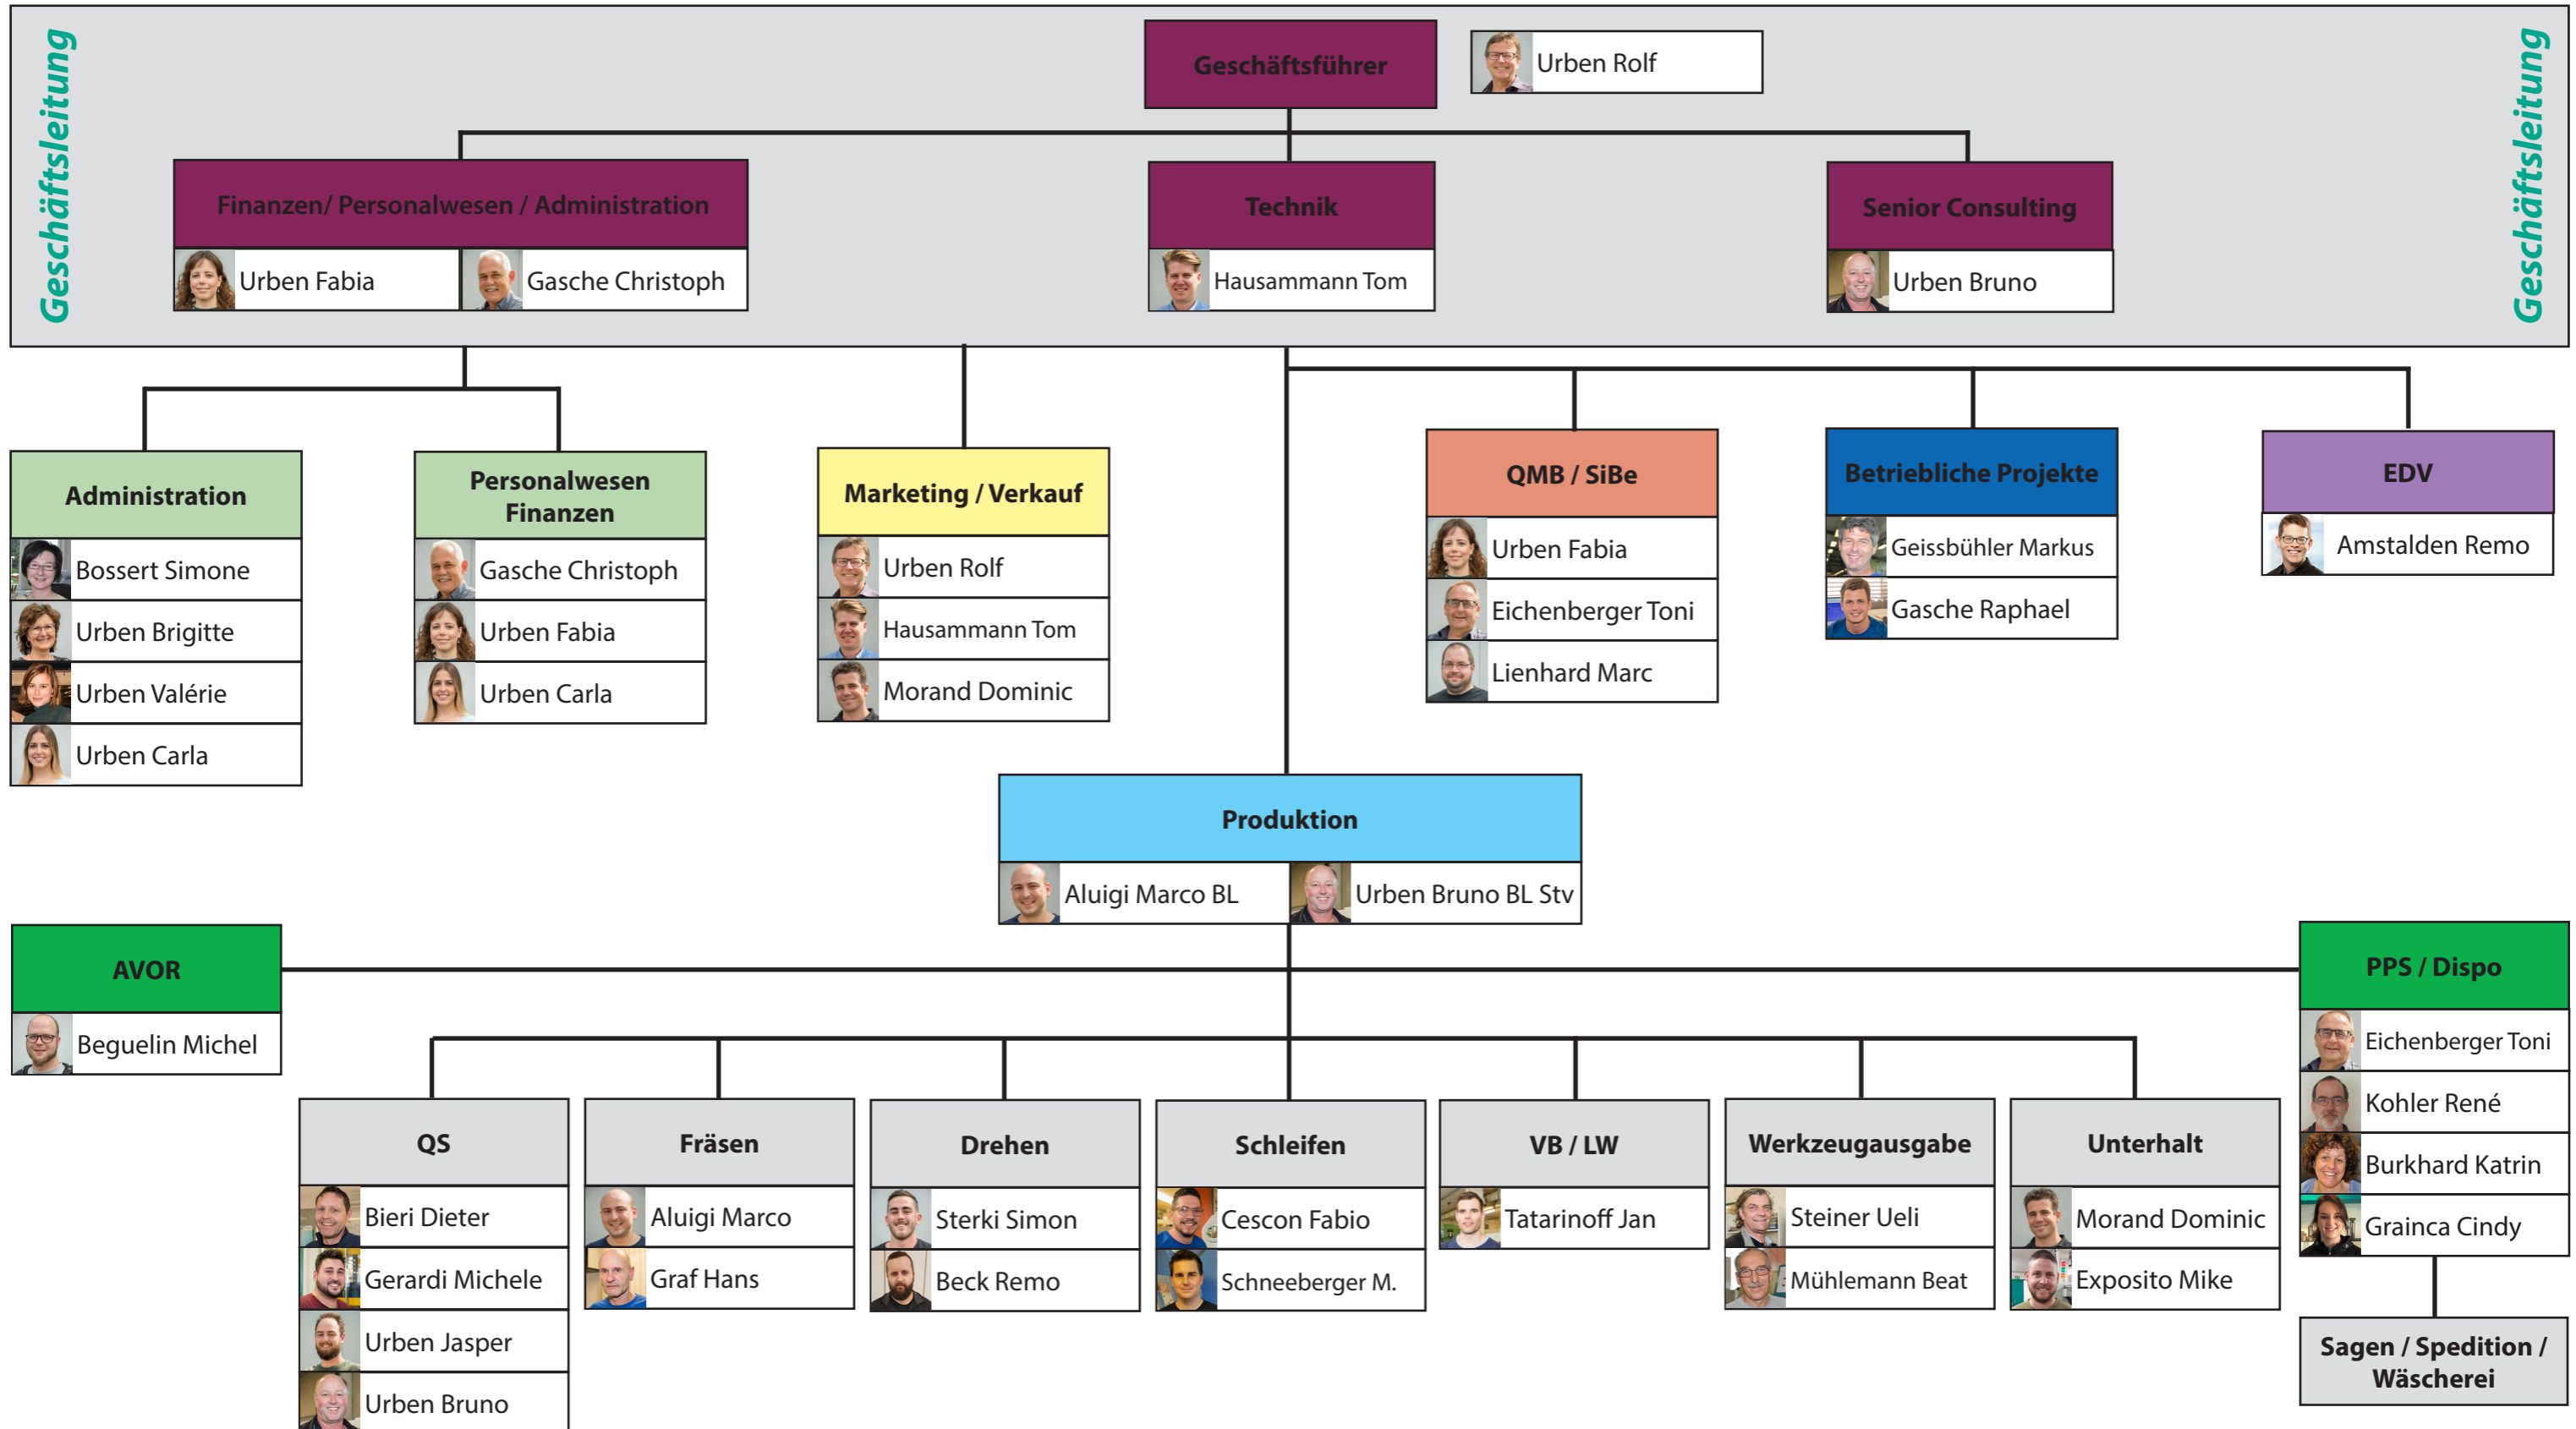 Geschäftsleitung
Geschäftsführer
Urben Rolf
Geschäftsleitung
Finanzen/ Personalwesen / Administration
Urben Fabia
Gasche Christoph
Technik
Hausammann Tom
Senior Consulting
Urben Bruno
Administration
Bossert Simone
Urben Brigitte
Urben Valérie
Urben Carla
Personalwesen
Finanzen
Gasche Christoph
Urben Fabia
Urben Carla
Marketing / Verkauf
Urben Rolf
Hausammann Tom
Morand Dominic
QMB / SiBe
Urben Fabia
Eichenberger Toni
Lienhard Marc
Betriebliche Projekte
Geissbühler Markus
Gasche Raphael
EDV
Amstalden Remo
Produktion
Aluigi Marco BL
Urben Bruno BL Stv
AVOR
Beguelin Michel
PPS / Dispo
Eichenberger Toni
Kohler René
Burkhard Katrin
Grainca Cindy
QS
Bieri Dieter
Gerardi Michele
Urben Jasper
Urben Bruno
Fräsen
Aluigi Marco
Graf Hans
Drehen
Sterki Simon
Beck Remo
Schleifen
Cescon Fabio
Schneeberger M.
VB / LW
Tatarinoff Jan
Werkzeugausgabe
Steiner Ueli
Mühlemann Beat
Unterhalt
Morand Dominic
Exposito Mike
Sagen / Spedition /
Wäscherei